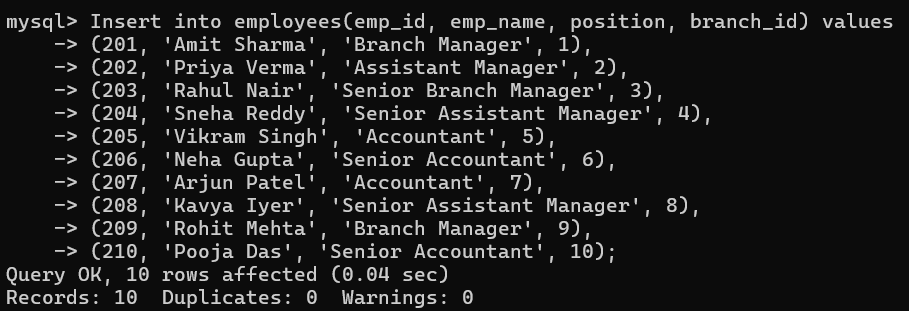 mysql> Insert into employees(emp_id, emp_name, position, branch_id) values
    -> (201, 'Amit Sharma', 'Branch Manager', 1),
    -> (202, 'Priya Verma', 'Assistant Manager', 2),
    -> (203, 'Rahul Nair', 'Senior Branch Manager', 3),
    -> (204, 'Sneha Reddy', 'Senior Assistant Manager', 4),
    -> (205, 'Vikram Singh', 'Accountant', 5),
    -> (206, 'Neha Gupta', 'Senior Accountant', 6),
    -> (207, 'Arjun Patel', 'Accountant', 7),
    -> (208, 'Kavya Iyer', 'Senior Assistant Manager', 8),
    -> (209, 'Rohit Mehta', 'Branch Manager', 9),
    -> (210, 'Pooja Das', 'Senior Accountant', 10);
Query OK, 10 rows affected (0.04 sec)
Records: 10  Duplicates: 0  Warnings: 0